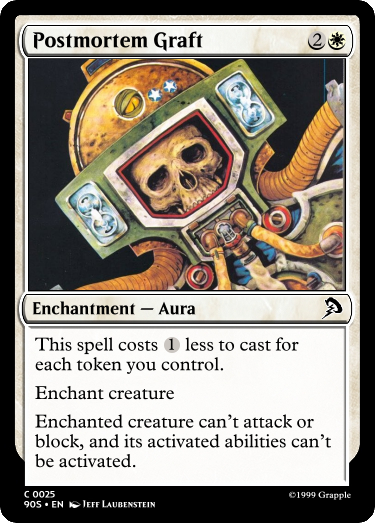 Postmortem Graft 2
Enchantment — Aura
This spell costs 1 less to cast for
each token you control.
Enchant creature
Enchanted creature can't attack or
block, and its activated abilities can't
be activated.
C 0025
90S • EN Jeff Laubenstein
©1999 Grapple